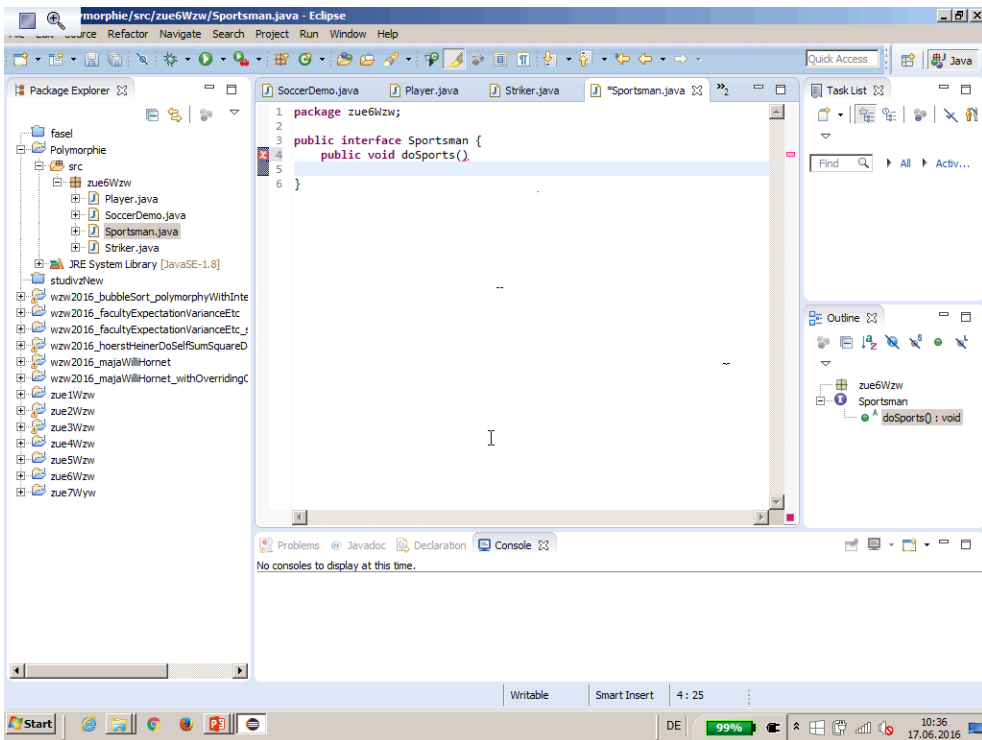 morphie/src/zue6Wzw/Sportsman.java - Eclipse
Source Refactor Navigate Search Project Run Window Help
Quick Access
Java
Package Explorer
fasel
Polymorphie
src
zue6Wzw
Player.java
SoccerDemo.java
Sportsman.java
Striker.java
JRE System Library [JavaSE-1.8]
studivzNew
wzw2016_bubbleSort_polymorphyWithInte
wzw2016_facultyExpectationVarianceEtc
wzw2016_facultyExpectationVarianceEtc_s
wzw2016_hoerstHeinerDoSelfSumSquareD
wzw2016_majaWilliHornet
wzw2016_majaWilliHornet_withOverridingC
zue1Wzw
zue2Wzw
zue3Wzw
zue4Wzw
zue5Wzw
zue6Wzw
zue7Wyw
SoccerDemo.java Player.java Striker.java *Sportsman.java »2
1 package zue6Wzw;
2
3 public interface Sportsman {
4 public void doSports()
5
6 }
Task List
Find All Activ...
Outline
zue6Wzw
Sportsman
doSports() : void
Problems @ Javadoc Declaration Console
No consoles to display at this time.
Writable Smart Insert 4 : 25
Start
DE 99% 10:36
17.06.2016